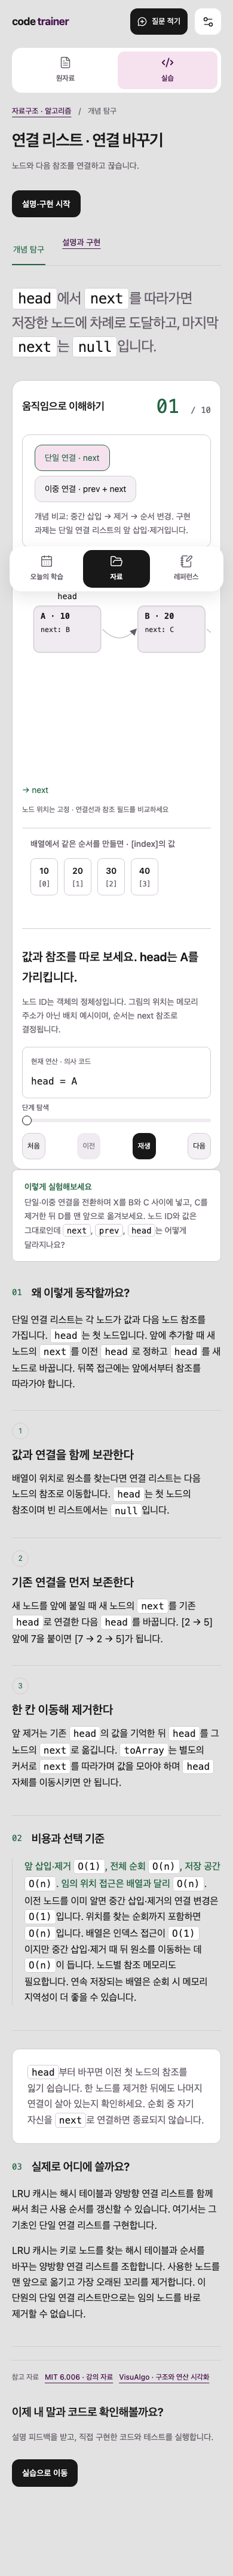 code trainer
질문 적기
원자료
실습
자료구조 · 알고리즘 / 개념 탐구
연결 리스트 · 연결 바꾸기
노드와 다음 참조를 연결하고 끊습니다.
설명·구현 시작
개념 탐구
설명과 구현
head 에서 next 를 따라가면
저장한 노드에 차례로 도달하고, 마지막
next 는 null 입니다.
움직임으로 이해하기
01 / 10
단일 연결 · next
이중 연결 · prev + next
개념 비교: 중간 삽입 → 제거 → 순서 변경. 구현
과제는 단일 연결 리스트의 앞 삽입·제거입니다.
오늘의 학습
자료
레퍼런스
head
A · 10
next: B
B · 20
next: C
→ next
노드 위치는 고정 · 연결선과 참조 필드를 비교하세요
배열에서 같은 순서를 만들면 · [index]의 값
10 20 30 40
[0] [1] [2] [3]
값과 참조를 따로 보세요. head는 A를
가리킵니다.
노드 ID는 객체의 정체성입니다. 그림의 위치는 메모리
주소가 아닌 배치 예시이며, 순서는 next 참조로
결정됩니다.
현재 연산 · 의사 코드
head = A
단계 탐색
처음
이전
재생
다음
이렇게 실험해보세요
단일·이중 연결을 전환하며 X를 B와 C 사이에 넣고, C를
제거한 뒤 D를 맨 앞으로 옮겨보세요. 노드 ID와 값은
그대로인데 next , prev , head 는 어떻게
달라지나요?
01 왜 이렇게 동작할까요?
단일 연결 리스트는 각 노드가 값과 다음 노드 참조를
가집니다. head 는 첫 노드입니다. 앞에 추가할 때 새
노드의 next 를 이전 head 로 정하고 head 를 새
노드로 바꿉니다. 뒤쪽 접근에는 앞에서부터 참조를
따라가야 합니다.
1
값과 연결을 함께 보관한다
배열이 위치로 원소를 찾는다면 연결 리스트는 다음
노드의 참조로 이동합니다. head 는 첫 노드의
참조이며 빈 리스트에서는 null 입니다.
2
기존 연결을 먼저 보존한다
새 노드를 앞에 붙일 때 새 노드의 next 를 기존
head 로 연결한 다음 head 를 바꿉니다. [2 → 5]
앞에 7을 붙이면 [7 → 2 → 5]가 됩니다.
3
한 칸 이동해 제거한다
앞 제거는 기존 head 의 값을 기억한 뒤 head 를 그
노드의 next 로 옮깁니다. toArray 는 별도의
커서로 next 를 따라가며 값을 모아야 하며 head
자체를 이동시키면 안 됩니다.
02 비용과 선택 기준
앞 삽입·제거 O(1) , 전체 순회 O(n) , 저장 공간
O(n) . 임의 위치 접근은 배열과 달리 O(n) .
이전 노드를 이미 알면 중간 삽입·제거의 연결 변경은
O(1) 입니다. 위치를 찾는 순회까지 포함하면
O(n) 입니다. 배열은 인덱스 접근이 O(1)
이지만 중간 삽입·제거 때 뒤 원소를 이동하는 데
O(n) 이 듭니다. 노드별 참조 메모리도
필요합니다. 연속 저장되는 배열은 순회 시 메모리
지역성이 더 좋을 수 있습니다.
head 부터 바꾸면 이전 첫 노드의 참조를
잃기 쉽습니다. 한 노드를 제거한 뒤에도 나머지
연결이 살아 있는지 확인하세요. 순회 중 자기
자신을 next 로 연결하면 종료되지 않습니다.
03 실제로 어디에 쓸까요?
LRU 캐시는 해시 테이블과 양방향 연결 리스트를 함께
써서 최근 사용 순서를 갱신할 수 있습니다. 여기서는 그
기초인 단일 연결 리스트를 구현합니다.
LRU 캐시는 키로 노드를 찾는 해시 테이블과 순서를
바꾸는 양방향 연결 리스트를 조합합니다. 사용한 노드를
맨 앞으로 옮기고 가장 오래된 꼬리를 제거합니다. 이
단원의 단일 연결 리스트만으로는 임의 노드를 바로
제거할 수 없습니다.
참고 자료 MIT 6.006 · 강의 자료 VisuAlgo · 구조와 연산 시각화
이제 내 말과 코드로 확인해볼까요?
설명 피드백을 받고, 직접 구현한 코드와 테스트를 실행합니다.
실습으로 이동